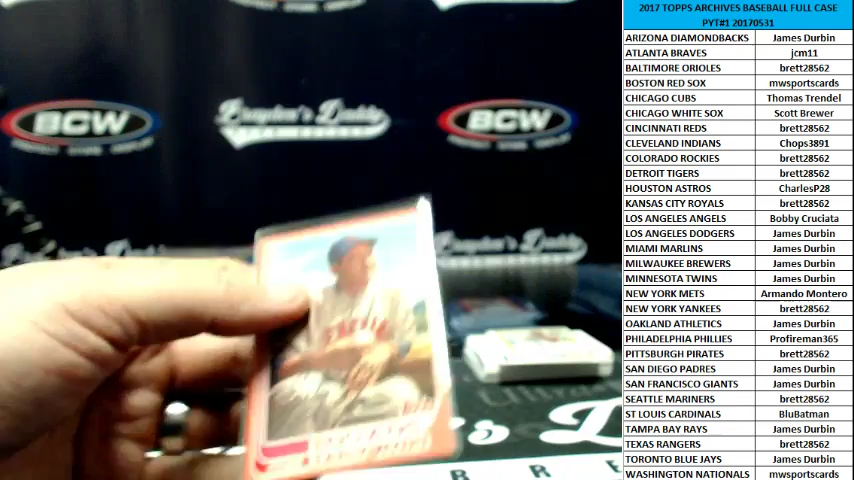 2017 TOPPS ARCHIVES BASEBALL FULL CASE
PYT#1 20170531
ARIZONA DIAMONDBACKS James Durbin
ATLANTA BRAVES jcm11
BALTIMORE ORIOLES brett28562
BOSTON RED SOX mwsportscards
CHICAGO CUBS Thomas Trendel
CHICAGO WHITE SOX Scott Brewer
CINCINNATI REDS brett28562
CLEVELAND INDIANS Chops3891
COLORADO ROCKIES brett28562
DETROIT TIGERS brett28562
HOUSTON ASTROS CharlesP28
KANSAS CITY ROYALS brett28562
LOS ANGELES ANGELS Bobby Cruciata
LOS ANGELES DODGERS James Durbin
MIAMI MARLINS James Durbin
MILWAUKEE BREWERS James Durbin
MINNESOTA TWINS James Durbin
NEW YORK METS Armando Montero
NEW YORK YANKEES brett28562
OAKLAND ATHLETICS James Durbin
PHILADELPHIA PHILLIES Profireman365
PITTSBURGH PIRATES brett28562
SAN DIEGO PADRES James Durbin
SAN FRANCISCO GIANTS James Durbin
SEATTLE MARINERS brett28562
ST LOUIS CARDINALS BluBatman
TAMPA BAY RAYS James Durbin
TEXAS RANGERS brett28562
TORONTO BLUE JAYS James Durbin
WASHINGTON NATIONALS mwsportscards
BCW
Brayden's Daddy
BCW
B R E